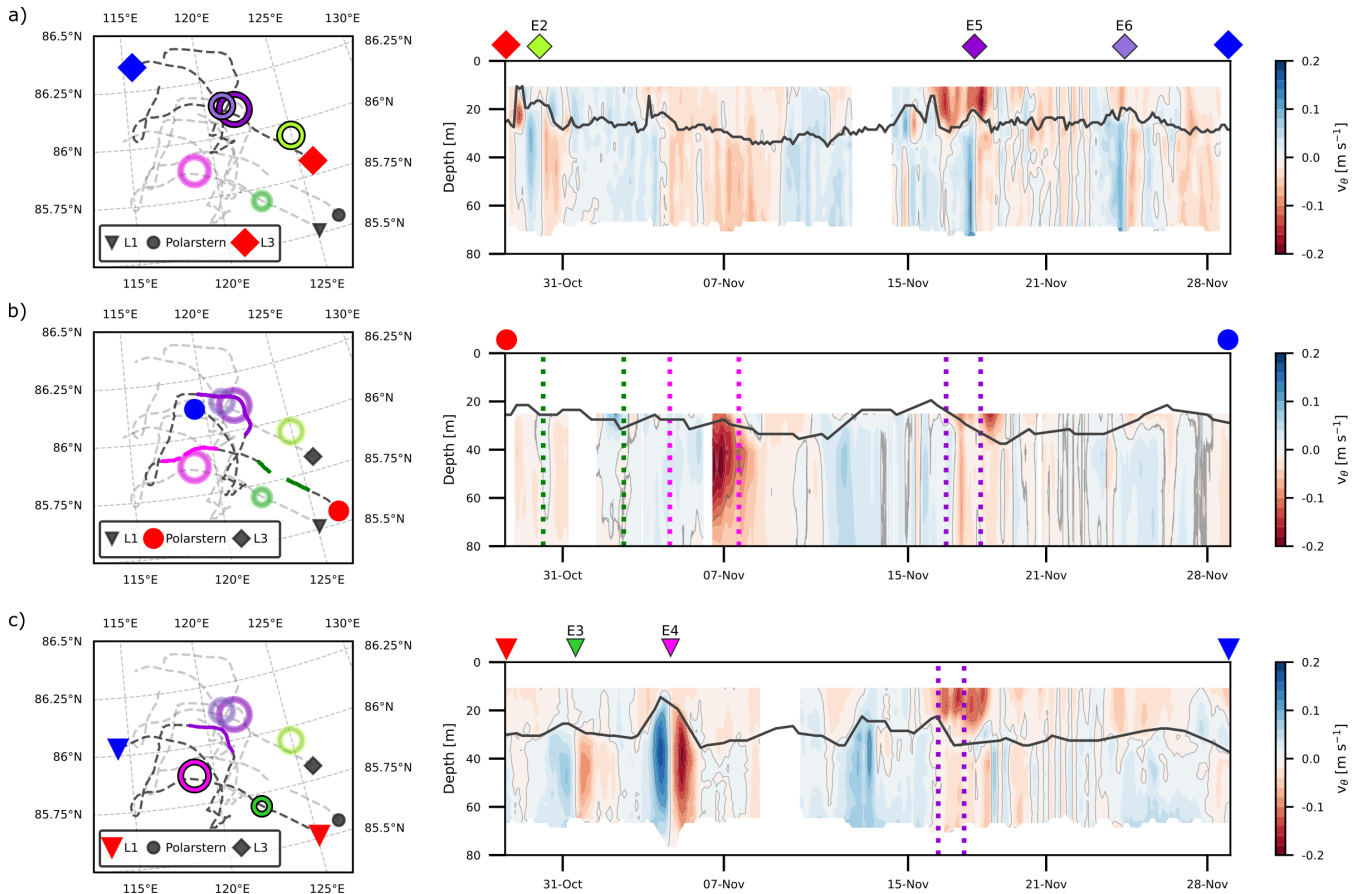 a)
115°E 120°E 125°E 130°E
86.5°N 86.25°N
86.25°N 86°N
86°N 85.75°N
85.75°N 85.5°N
L1 Polarstern L3
115°E 120°E 125°E
E2 E5 E6
0
20
40
60
80
Depth [m]
31-Oct 07-Nov 15-Nov 21-Nov 28-Nov
0.2
0.1
0.0
-0.1
-0.2
vθ [m s⁻¹]
b)
115°E 120°E 125°E 130°E
86.5°N 86.25°N
86.25°N 86°N
86°N 85.75°N
85.75°N 85.5°N
L1 Polarstern L3
115°E 120°E 125°E
0
20
40
60
80
Depth [m]
31-Oct 07-Nov 15-Nov 21-Nov 28-Nov
0.2
0.1
0.0
-0.1
-0.2
vθ [m s⁻¹]
c)
115°E 120°E 125°E 130°E
86.5°N 86.25°N
86.25°N 86°N
86°N 85.75°N
85.75°N 85.5°N
L1 Polarstern L3
115°E 120°E 125°E
E3 E4
0
20
40
60
80
Depth [m]
31-Oct 07-Nov 15-Nov 21-Nov 28-Nov
0.2
0.1
0.0
-0.1
-0.2
vθ [m s⁻¹]